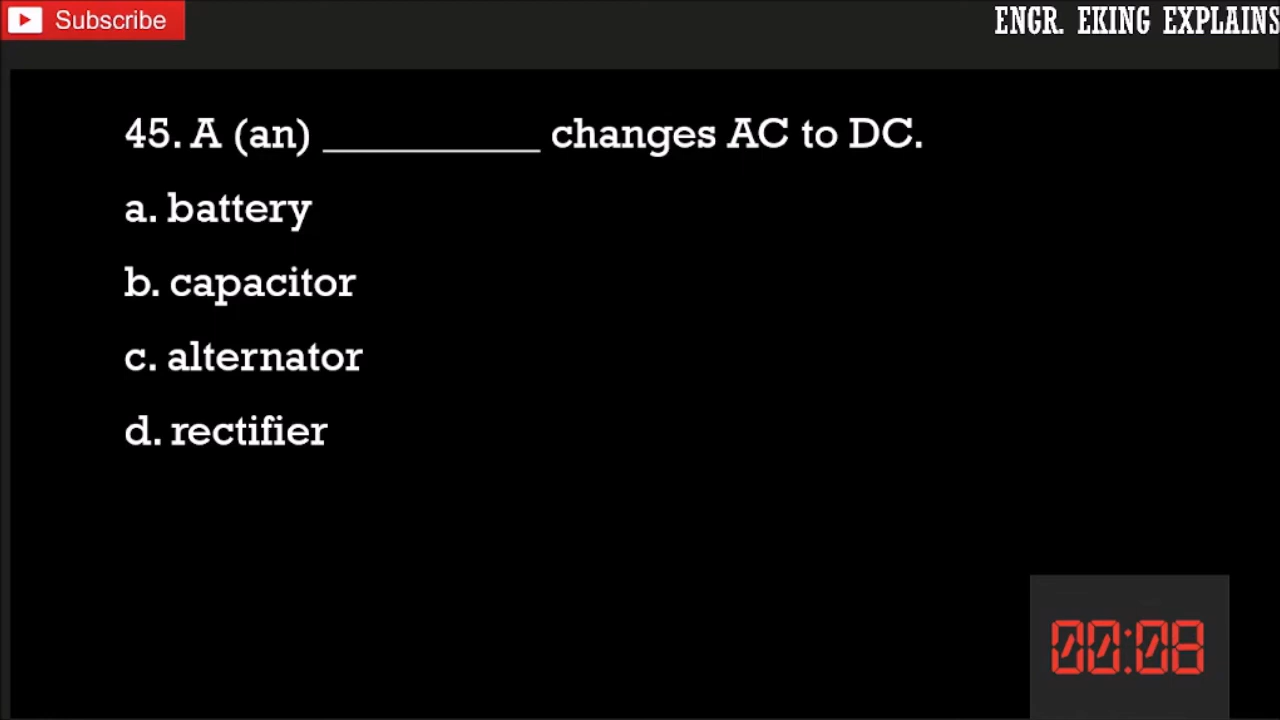 Subscribe
ENGR. EKING EXPLAINS
45. A (an) __________ changes AC to DC.
a. battery
b. capacitor
c. alternator
d. rectifier
00:08